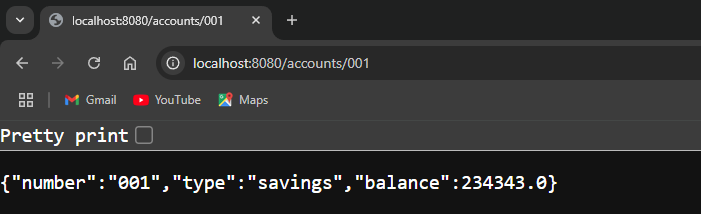 localhost:8080/accounts/001
localhost:8080/accounts/001
Gmail YouTube Maps
Pretty print
{"number":"001","type":"savings","balance":234343.0}